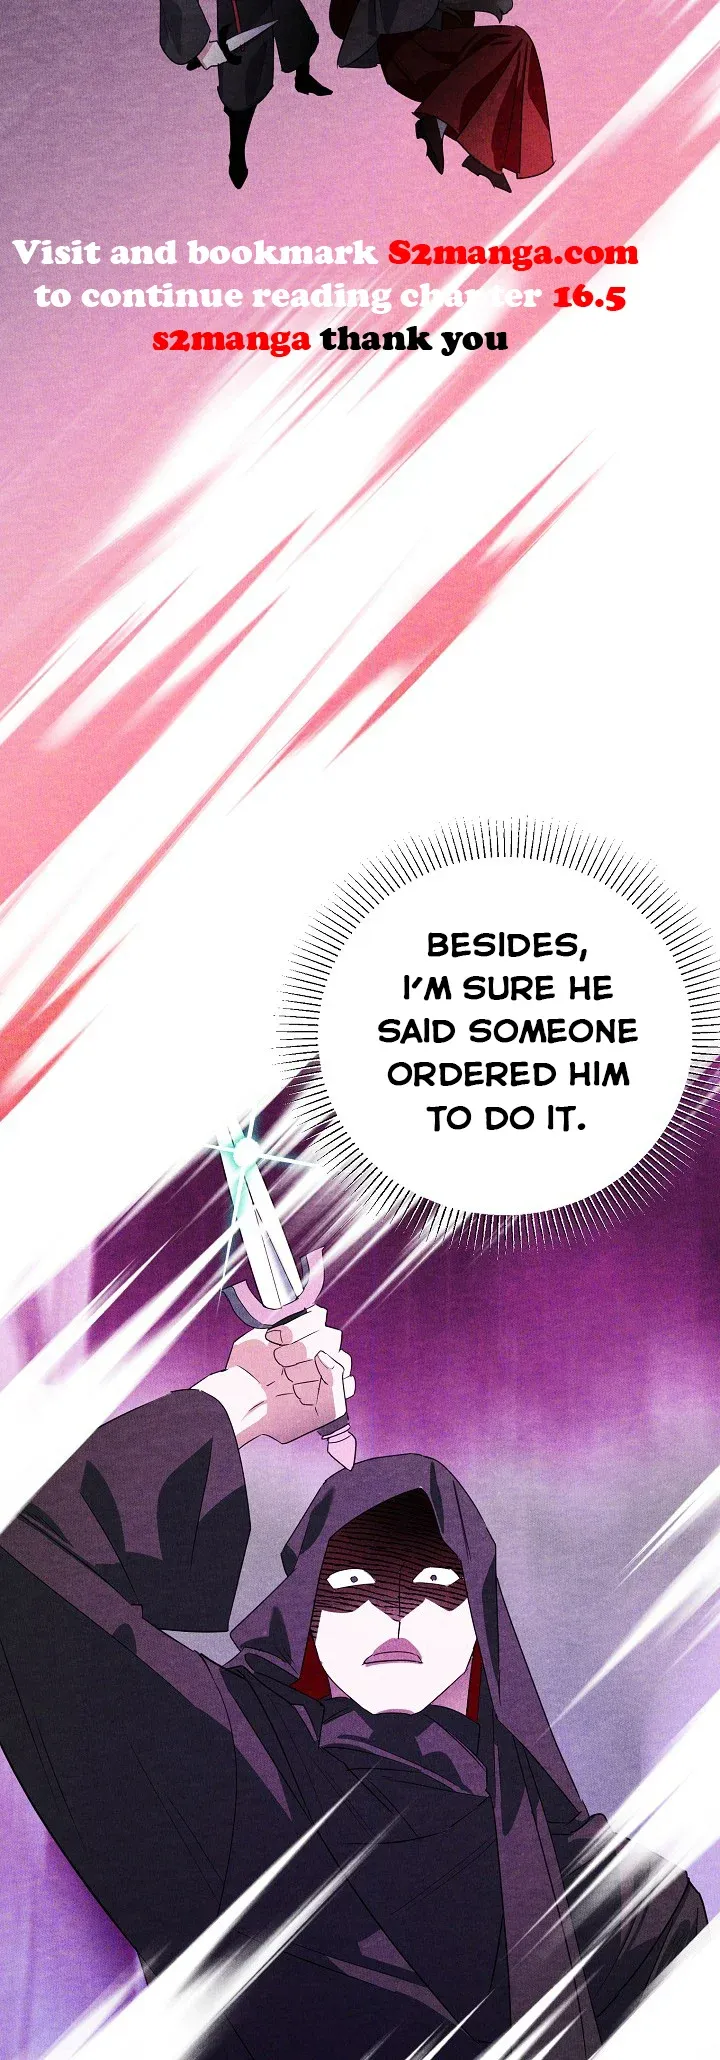 Visit and bookmark S2manga.com
to continue reading chapter 16.5
s2manga thank you
BESIDES,
I'M SURE HE
SAID SOMEONE
ORDERED HIM
TO DO IT.